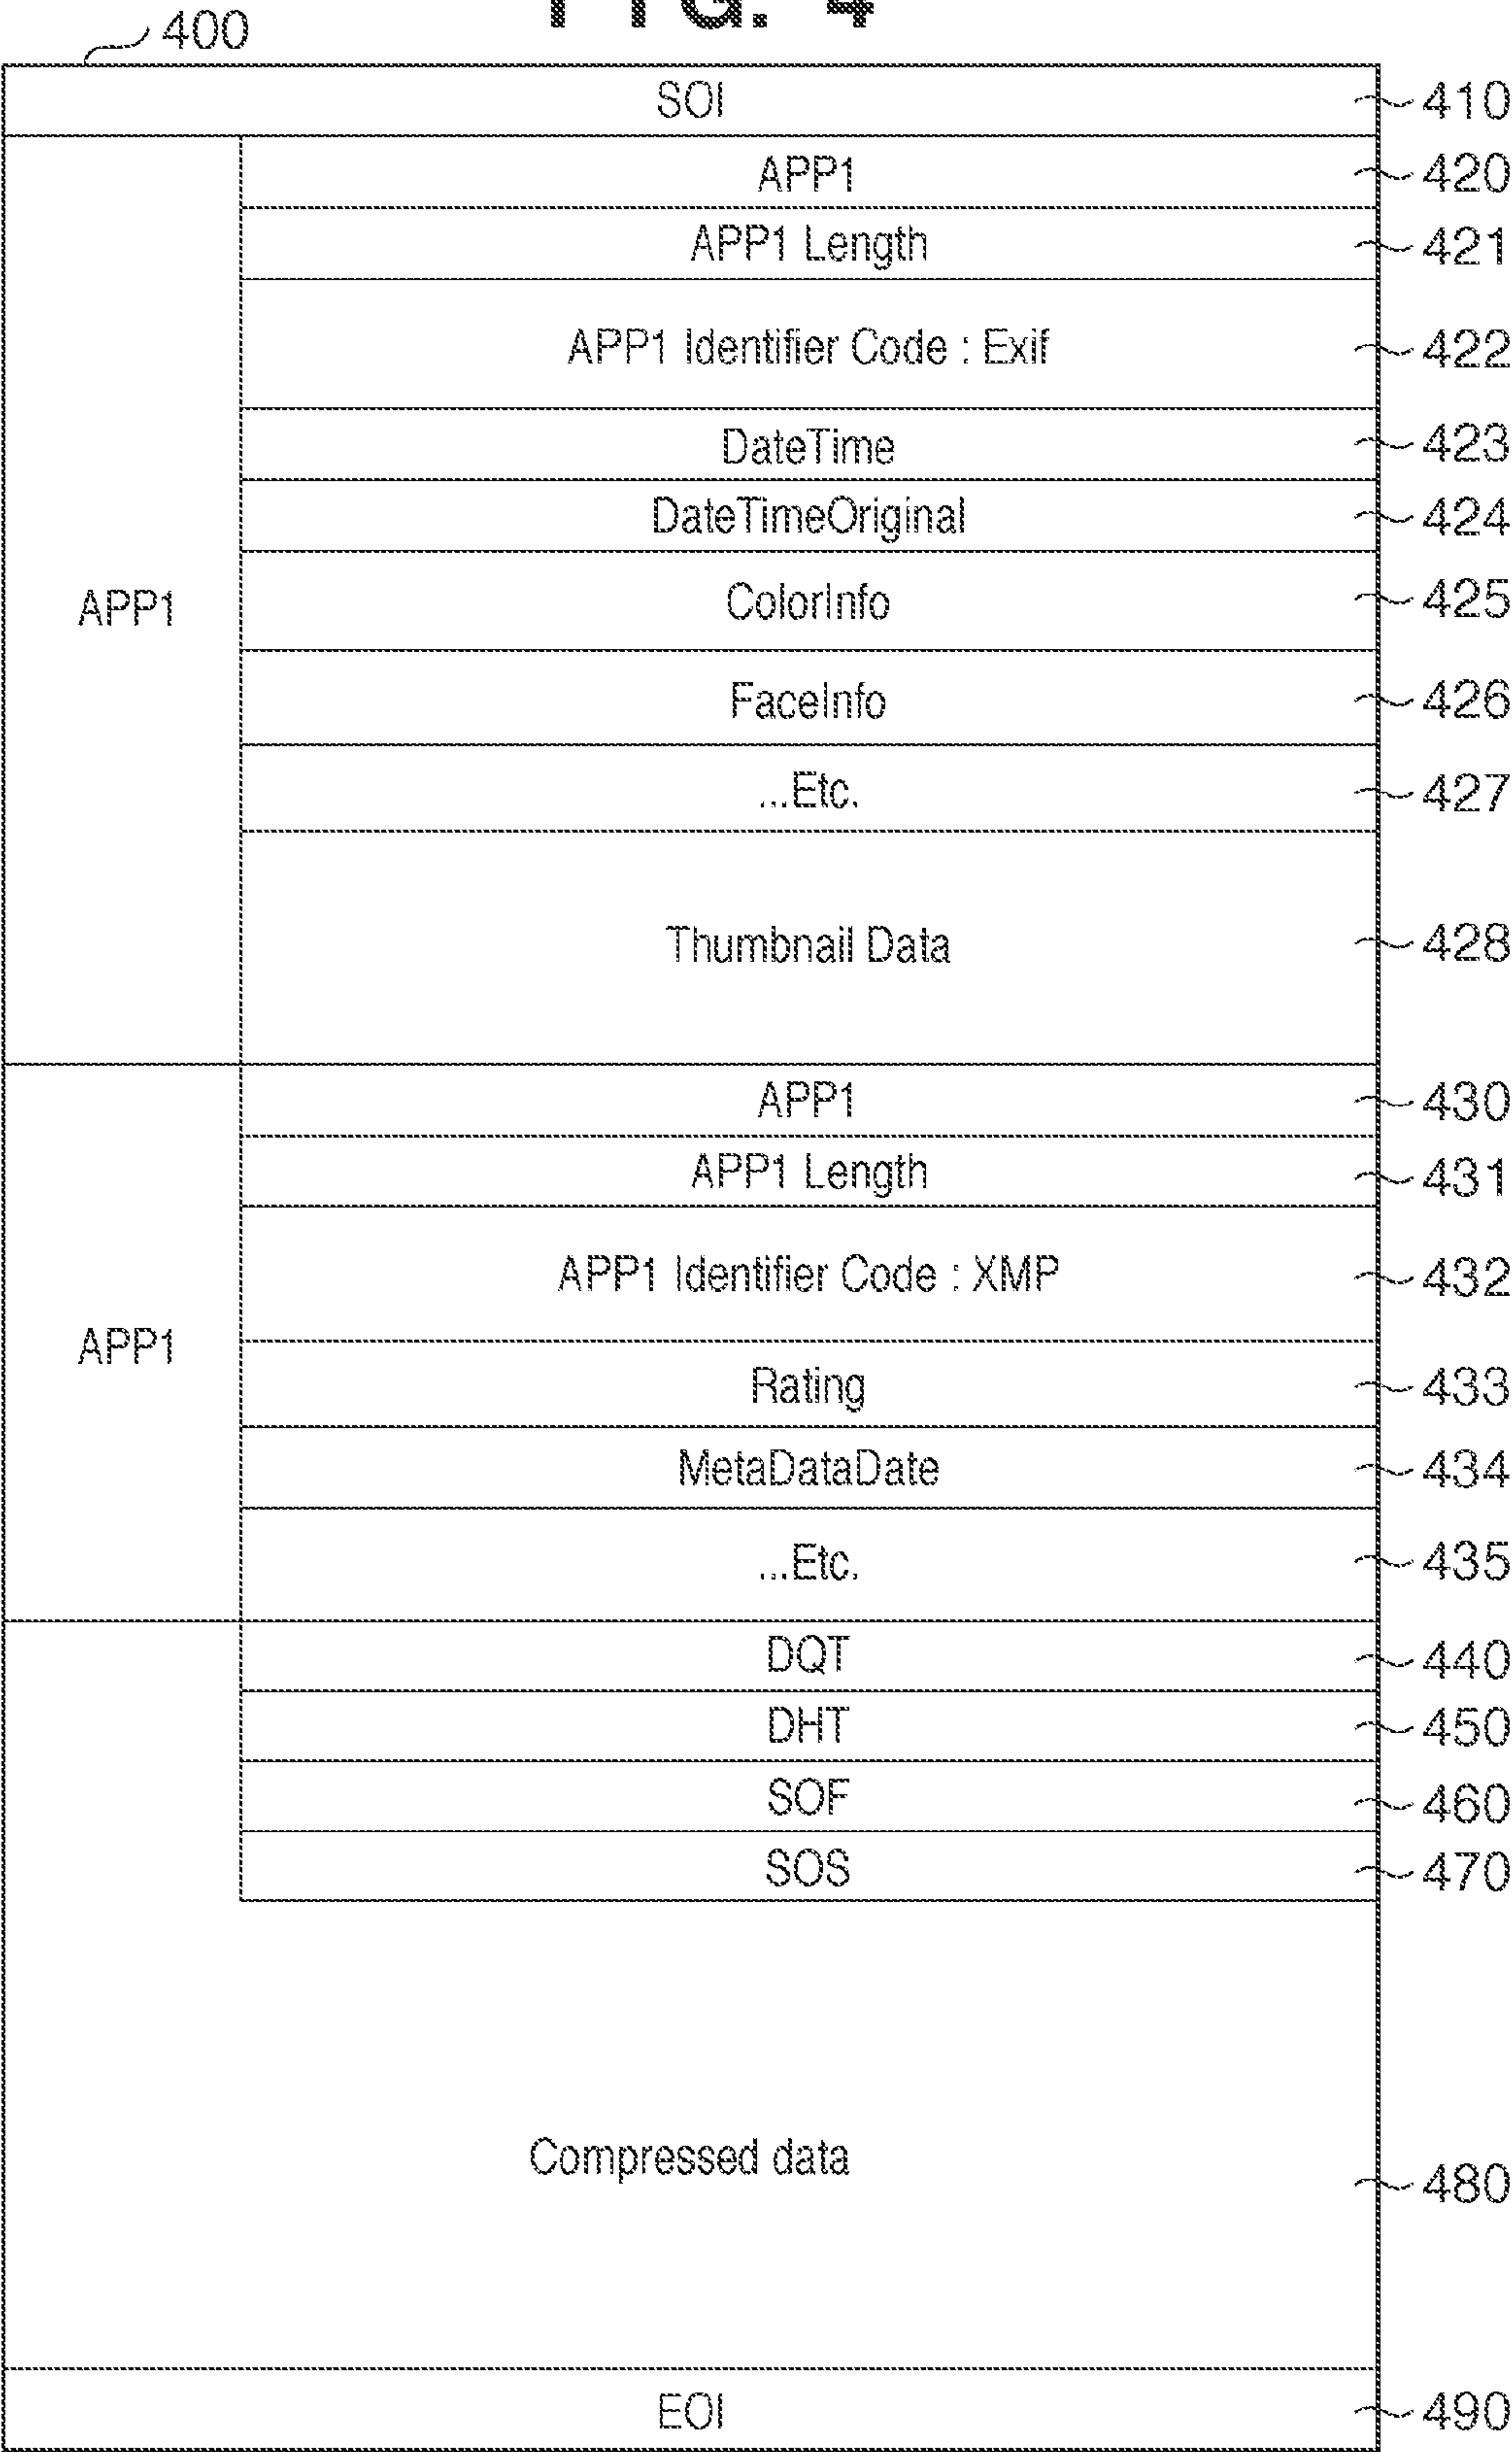 FIG. 4
400
SOI 410
APP1
APP1 420
APP1 Length 421
APP1 Identifier Code : Exif 422
DateTime 423
DateTimeOriginal 424
ColorInfo 425
FaceInfo 426
...Etc. 427
Thumbnail Data 428
APP1
APP1 430
APP1 Length 431
APP1 Identifier Code : XMP 432
Rating 433
MetaDataDate 434
...Etc. 435
DQT 440
DHT 450
SOF 460
SOS 470
Compressed data 480
EOI 490